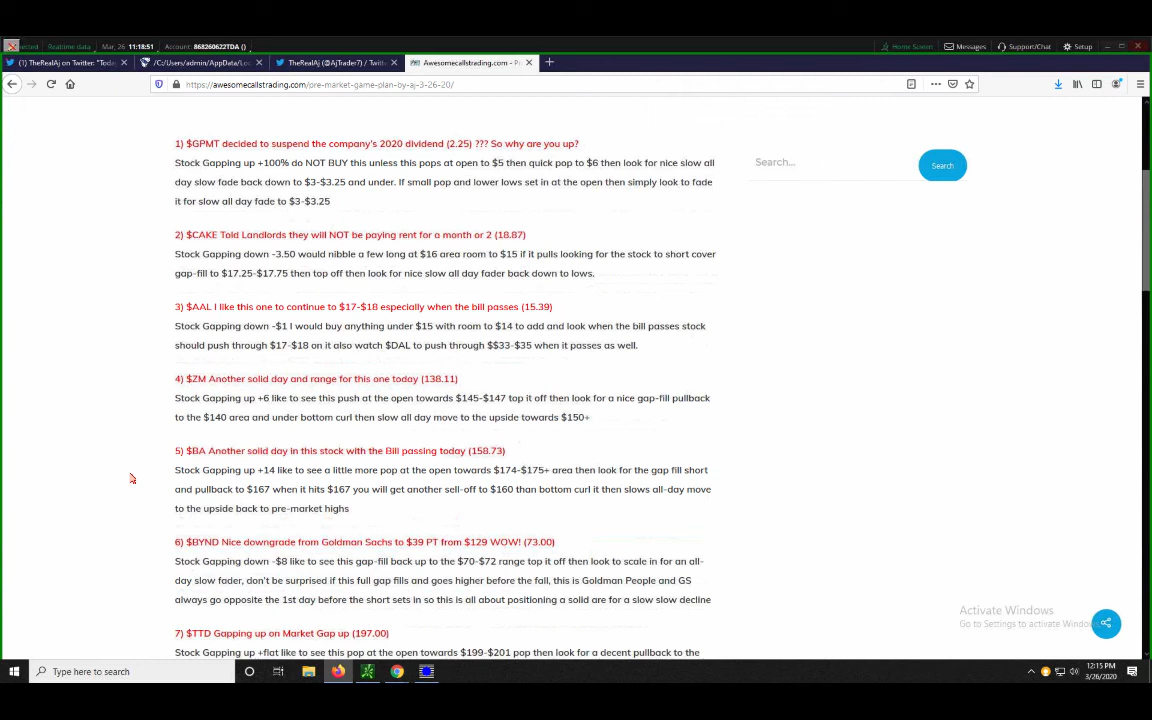 Realtime data
Mar, 26
11:18:51
Account: 868260622TDA ()
Home Screen
Messages
Support/Chat
Setup
(1) TheRealAj on Twitter: "Toda
/C:/Users/admin/AppData/Loc
TheRealAj (@AjTrader7) / Twitte
Awesomecallstrading.com - Pr
https://awesomecallstrading.com/pre-market-game-plan-by-aj-3-26-20/
Search...
Search
1) $GPMT decided to suspend the company's 2020 dividend (2.25) ??? So why are you up?
Stock Gapping up +100% do NOT BUY this unless this pops at open to $5 then quick pop to $6 then look for nice slow all
day slow fade back down to $3-$3.25 and under. If small pop and lower lows set in at the open then simply look to fade
it for slow all day fade to $3-$3.25
2) $CAKE Told Landlords they will NOT be paying rent for a month or 2 (18.87)
Stock Gapping down -3.50 would nibble a few long at $16 area room to $15 if it pulls looking for the stock to short cover
gap-fill to $17.25-$17.75 then top off then look for nice slow all day fader back down to lows.
3) $AAL I like this one to continue to $17-$18 especially when the bill passes (15.39)
Stock Gapping down -$1 I would buy anything under $15 with room to $14 to add and look when the bill passes stock
should push through $17-$18 on it also watch $DAL to push through $$33-$35 when it passes as well.
4) $ZM Another solid day and range for this one today (138.11)
Stock Gapping up +6 like to see this push at the open towards $145-$147 top it off then look for a nice gap-fill pullback
to the $140 area and under bottom curl then slow all day move to the upside towards $150+
5) $BA Another solid day in this stock with the Bill passing today (158.73)
Stock Gapping up +14 like to see a little more pop at the open towards $174-$175+ area then look for the gap fill short
and pullback to $167 when it hits $167 you will get another sell-off to $160 than bottom curl it then slows all-day move
to the upside back to pre-market highs
6) $BYND Nice downgrade from Goldman Sachs to $39 PT from $129 WOW! (73.00)
Stock Gapping down -$8 like to see this gap-fill back up to the $70-$72 range top it off then look to scale in for an all-
day slow fader, don't be surprised if this full gap fills and goes higher before the fall, this is Goldman People and GS
always go opposite the 1st day before the short sets in so this is all about positioning a solid are for a slow slow decline
7) $TTD Gapping up on Market Gap up (197.00)
Stock Gapping up +flat like to see this pop at the open towards $199-$201 pop then look for a decent pullback to the
Activate Windows
Go to Settings to activate Windows.
Type here to search
12:15 PM
3/26/2020